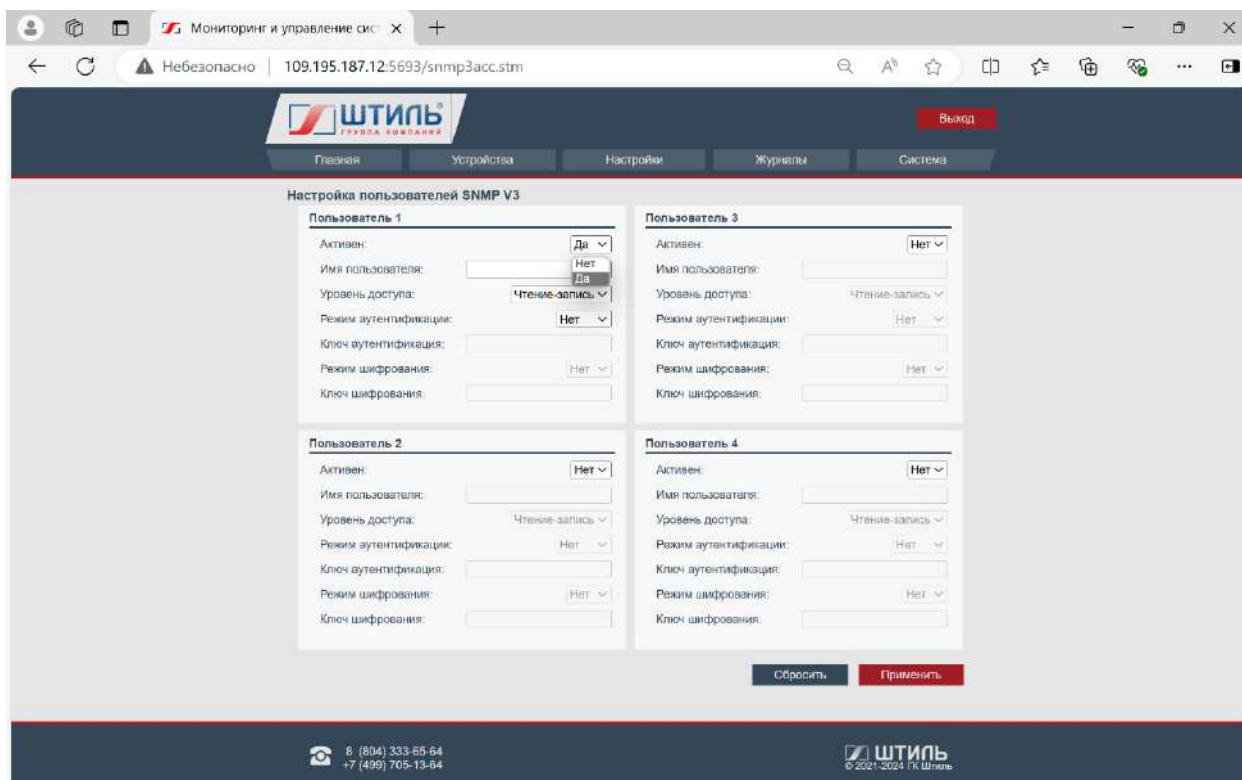 Мониторинг и управление сис
Небезопасно
109.195.187.12:5693/snmp3acc.stm
ШТИЛЬ
ГРУППА КОМПАНИЙ
Выход
Главная
Устройства
Настройки
Журналы
Система
Настройка пользователей SNMP V3
Пользователь 1
Активен: Да
Нет
Да
Имя пользователя:
Уровень доступа: Чтение-запись
Режим аутентификации: Нет
Ключ аутентификация:
Режим шифрования: Нет
Ключ шифрования:
Пользователь 3
Активен: Нет
Имя пользователя:
Уровень доступа: Чтение-запись
Режим аутентификации: Нет
Ключ аутентификация:
Режим шифрования: Нет
Ключ шифрования:
Пользователь 2
Активен: Нет
Имя пользователя:
Уровень доступа: Чтение-запись
Режим аутентификации: Нет
Ключ аутентификация:
Режим шифрования: Нет
Ключ шифрования:
Пользователь 4
Активен: Нет
Имя пользователя:
Уровень доступа: Чтение-запись
Режим аутентификации: Нет
Ключ аутентификация:
Режим шифрования: Нет
Ключ шифрования:
Сбросить
Применить
8 (804) 333-65-64
+7 (499) 705-13-64
ШТИЛЬ
© 2021-2024 ГК Штиль